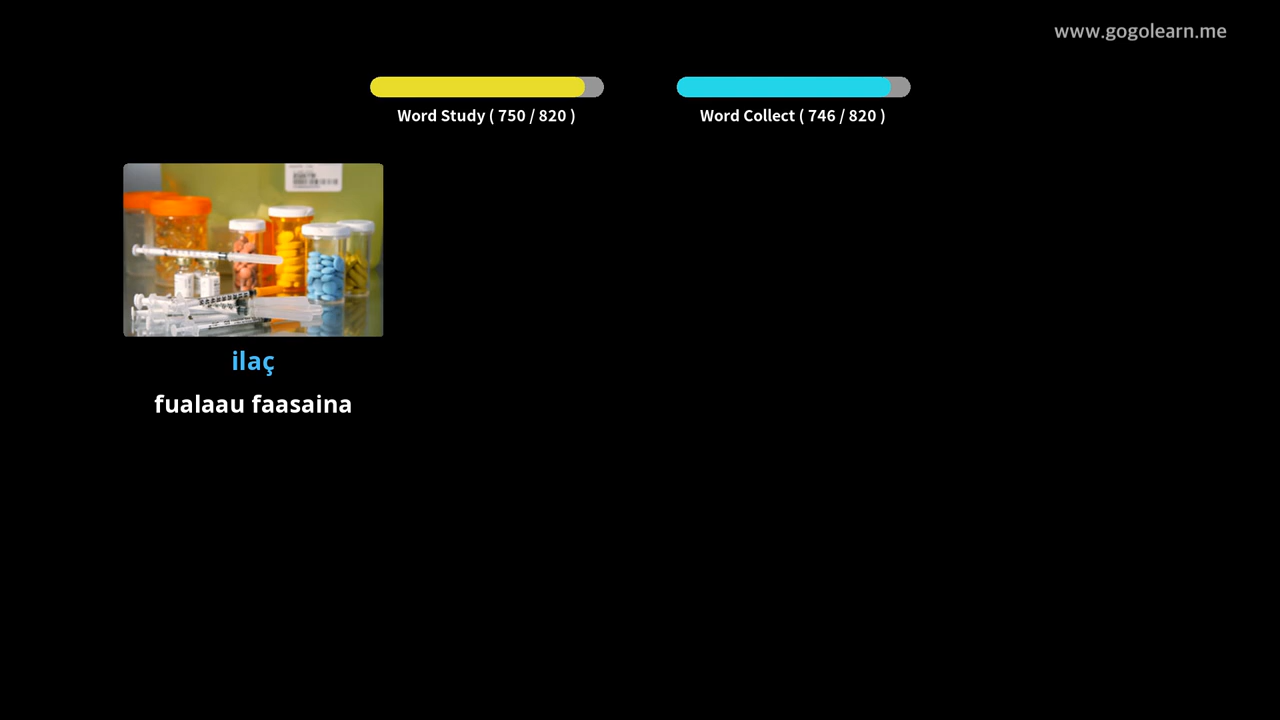 www.gogolearn.me
Word Study ( 750 / 820 )
Word Collect ( 746 / 820 )
ilaç
fualaau faasaina